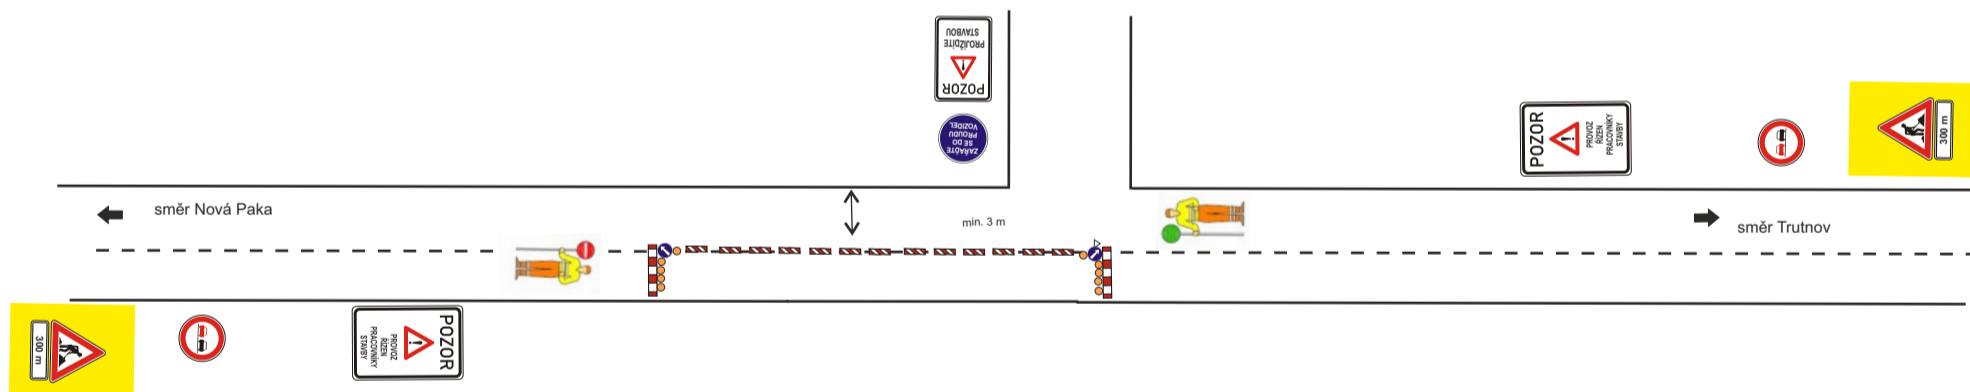 POZOR
PROJÍŽDÍTE
STAVBOU
ZAŘAĎTE
SE DO
PROUDU
VOZIDEL
POZOR
PROVOZ
ŘÍZEN
PRACOVNÍKY
STAVBY
300 m
směr Nová Paka
min. 3 m
směr Trutnov
300 m
POZOR
PROVOZ
ŘÍZEN
PRACOVNÍKY
STAVBY